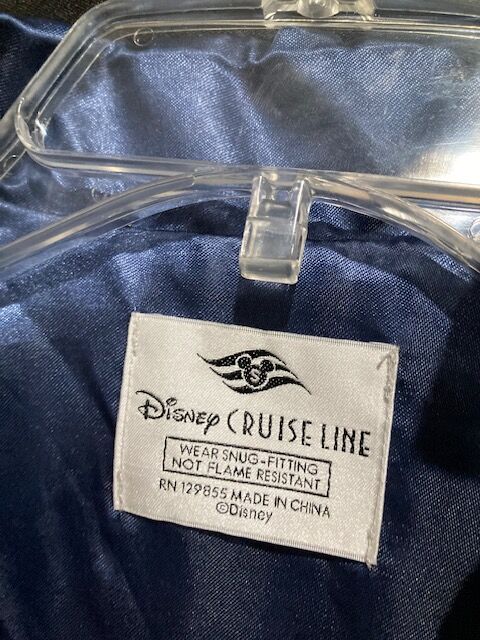 S
Disney CRUISE LINE
WEAR SNUG-FITTING
NOT FLAME RESISTANT
RN 129855 MADE IN CHINA
©Disney